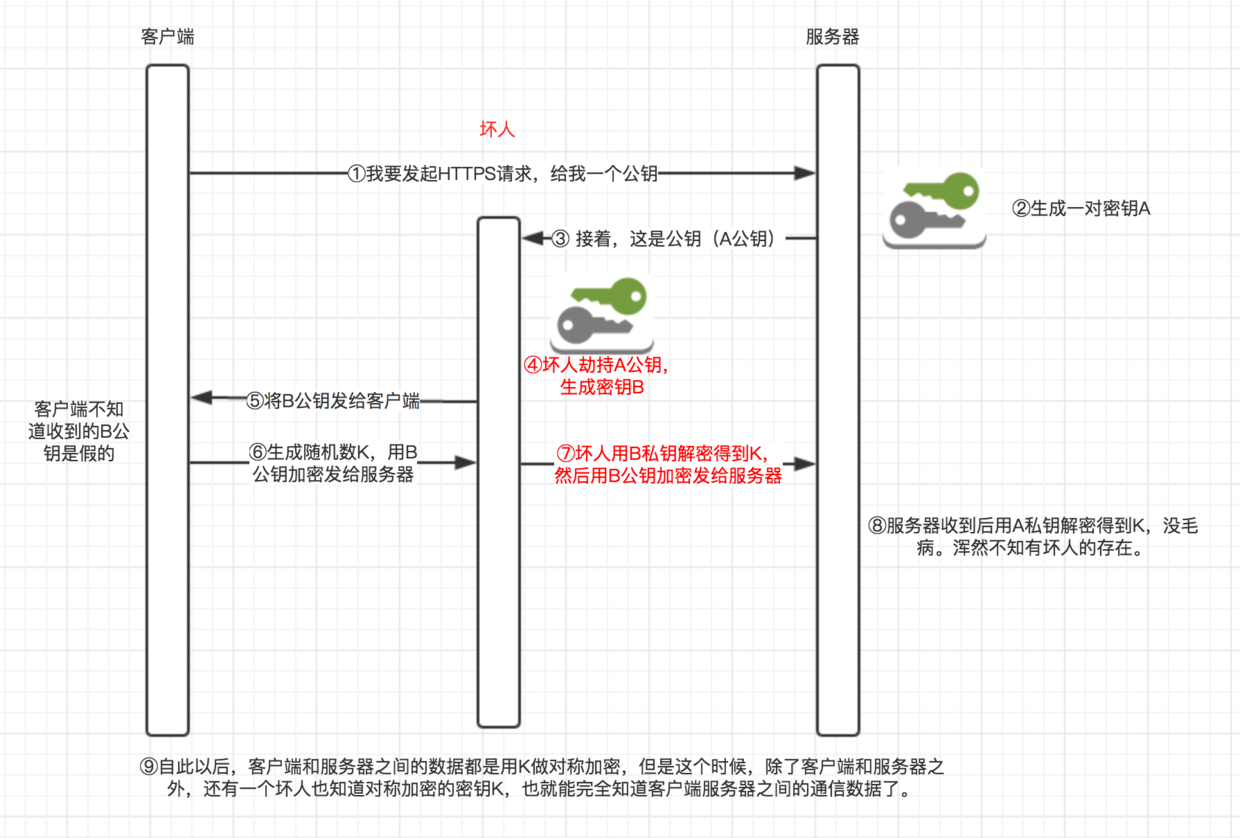 客户端
服务器
坏人
①我要发起HTTPS请求，给我一个公钥
②生成一对密钥A
③ 接着，这是公钥（A公钥）
④坏人劫持A公钥，
生成密钥B
⑤将B公钥发给客户端
客户端不知
道收到的B公
钥是假的
⑥生成随机数K，用B
公钥加密发给服务器
⑦坏人用B私钥解密得到K，
然后用B公钥加密发给服务器
⑧服务器收到后用A私钥解密得到K，没毛
病。浑然不知有坏人的存在。
⑨自此以后，客户端和服务器之间的数据都是用K做对称加密，但是这个时候，除了客户端和服务器之
外，还有一个坏人也知道对称加密的密钥K，也就能完全知道客户端服务器之间的通信数据了。